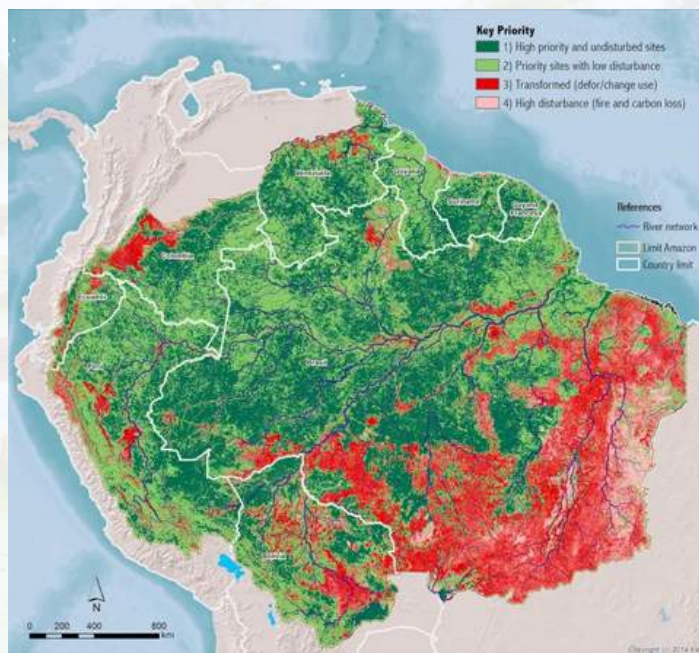 Key Priority
1) High priority and undisturbed sites
2) Priority sites with low disturbance
3) Transformed (defor/change use)
4) High disturbance (fire and carbon loss)
Venezuela
Guyana
Suriname
Guyane
Française
References
River network
Limit Amazon
Country limit
Colombia
Ecuador
Perú
Brasil
Bolivia
N
0 200 400 800
km